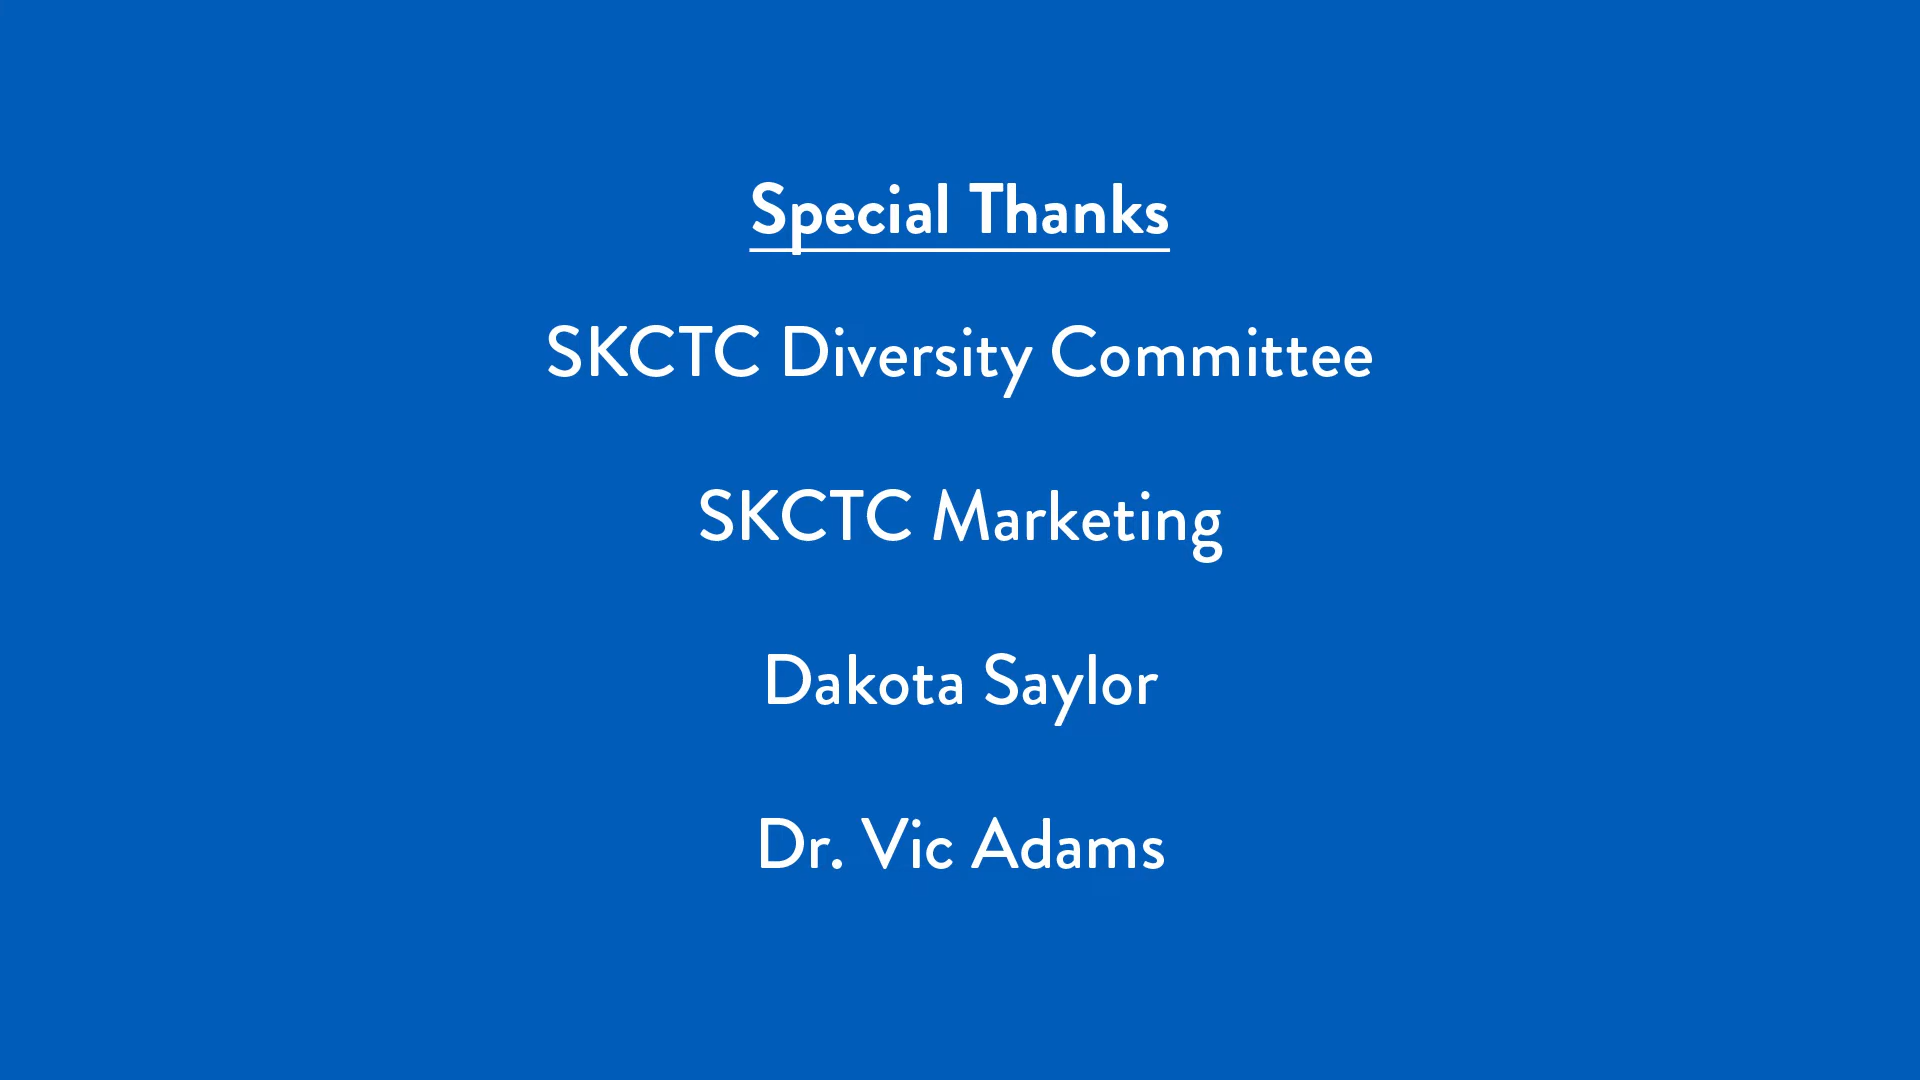 Special Thanks
SKCTC Diversity Committee
SKCTC Marketing
Dakota Saylor
Dr. Vic Adams